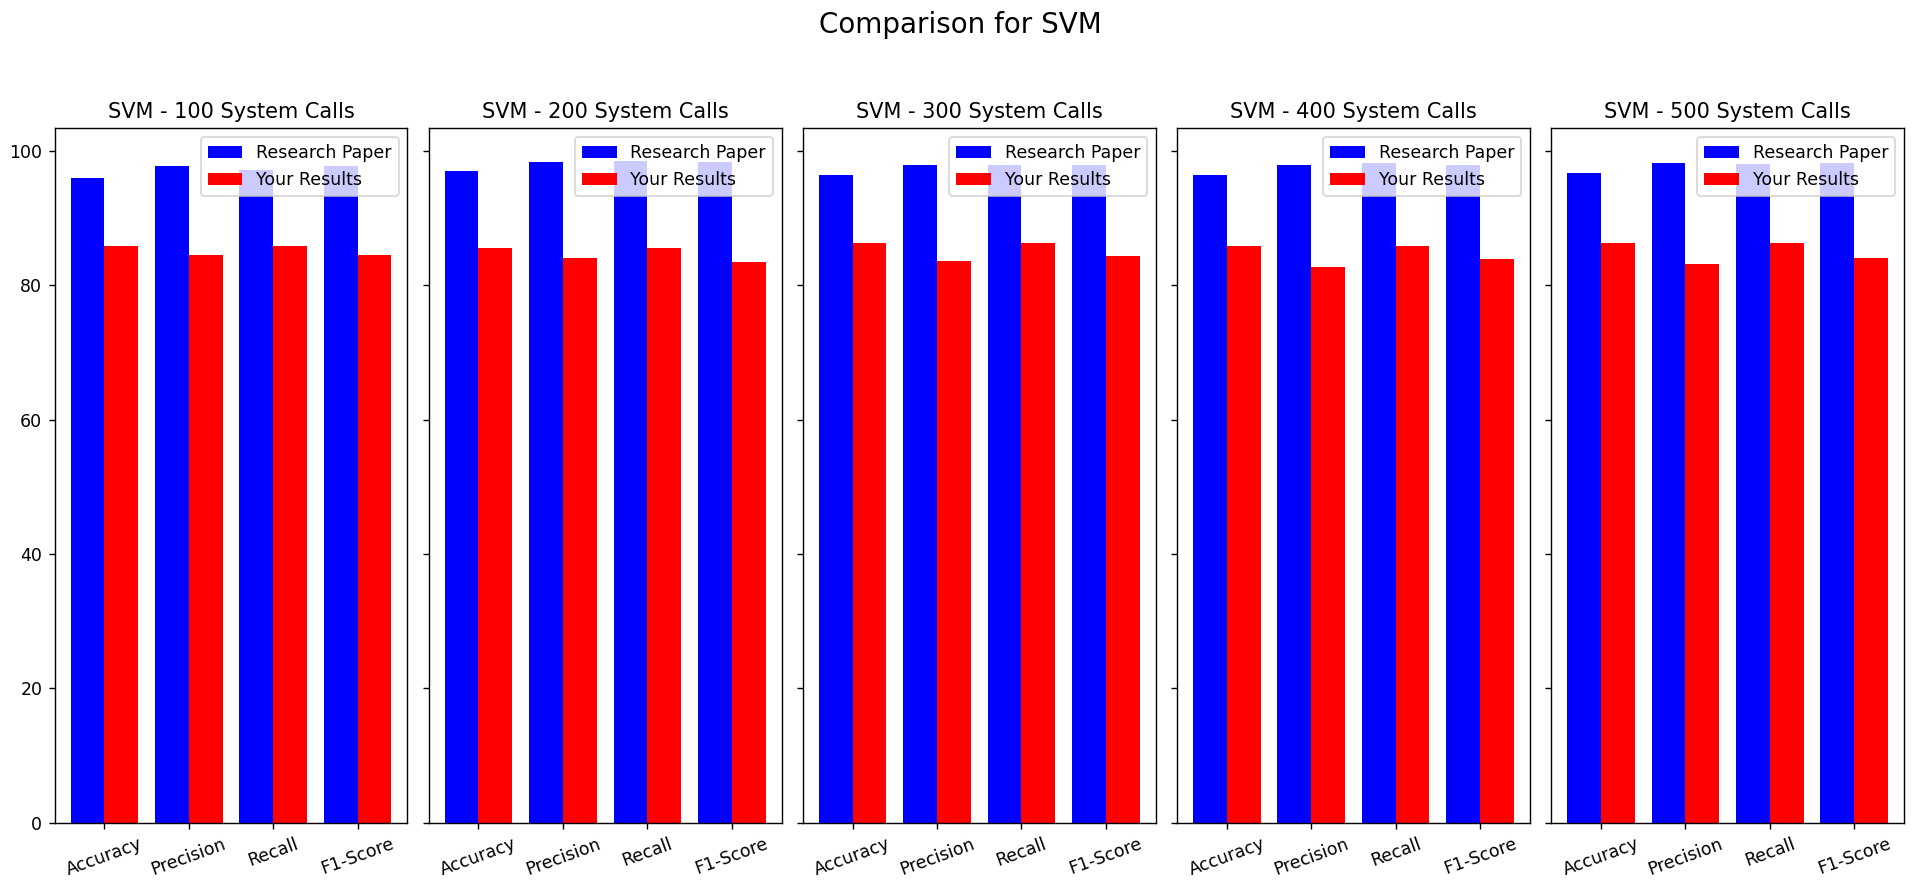 Comparison for SVM
SVM - 100 System Calls
SVM - 200 System Calls
SVM - 300 System Calls
SVM - 400 System Calls
SVM - 500 System Calls
Research Paper
Your Results
Research Paper
Your Results
Research Paper
Your Results
Research Paper
Your Results
Research Paper
Your Results
100
80
60
40
20
0
Accuracy
Precision
Recall
F1-Score
Accuracy
Precision
Recall
F1-Score
Accuracy
Precision
Recall
F1-Score
Accuracy
Precision
Recall
F1-Score
Accuracy
Precision
Recall
F1-Score